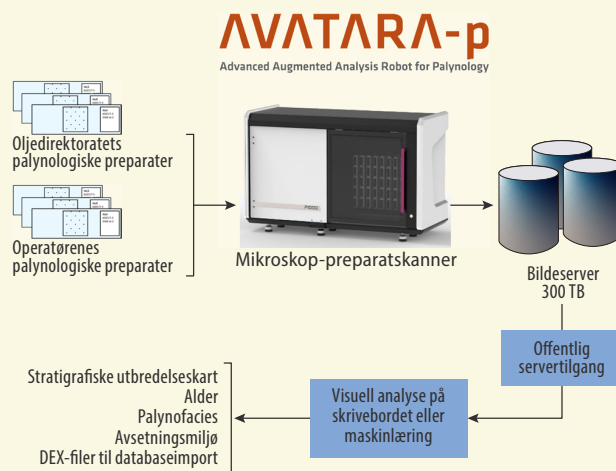 AVATARA-p
Advanced Augmented Analysis Robot for Palynology
Oljedirektoratets
palynologiske preparater
Operatørenes
palynologiske preparater
Mikroskop-preparatskanner
Bildeserver
300 TB
Offentlig
servertilgang
Visuell analyse på
skrivebordet eller
maskinlæring
Stratigrafiske utbredelseskart
Alder
Palynofacies
Avsetningsmiljø
DEX-filer til databaseimport